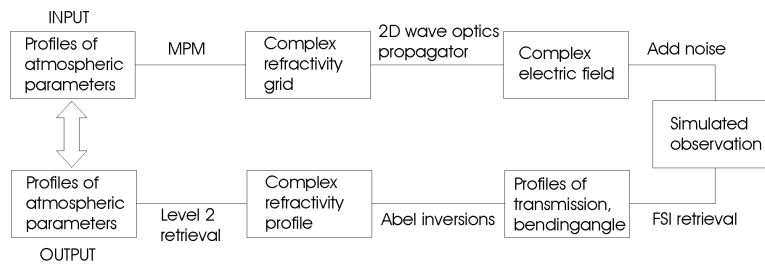 INPUT
Profiles of
atmospheric
parameters
MPM
Complex
refractivity
grid
2D wave optics
propagator
Complex
electric field
Add noise
Simulated
observation
Profiles of
atmospheric
parameters
Level 2
retrieval
Complex
refractivity
profile
Abel inversions
Profiles of
transmission,
bendingangle
FSI retrieval
OUTPUT